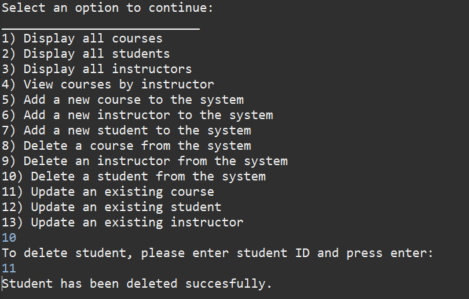 Select an option to continue:
__________________________
1) Display all courses
2) Display all students
3) Display all instructors
4) View courses by instructor
5) Add a new course to the system
6) Add a new instructor to the system
7) Add a new student to the system
8) Delete a course from the system
9) Delete an instructor from the system
10) Delete a student from the system
11) Update an existing course
12) Update an existing student
13) Update an existing instructor
10
To delete student, please enter student ID and press enter:
11
Student has been deleted succesfully.